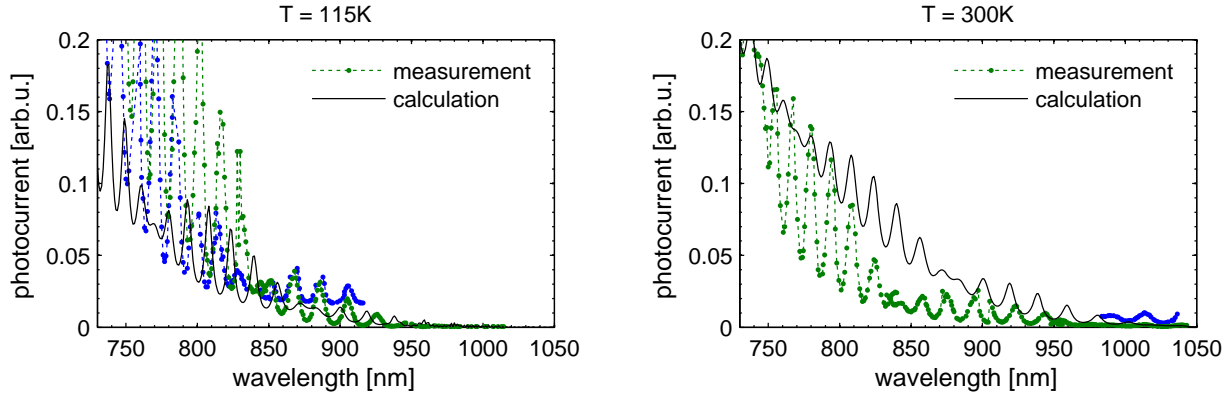 T = 115K
photocurrent [arb.u.]
0.2
0.15
0.1
0.05
0
measurement
calculation
750 800 850 900 950 1000 1050
wavelength [nm]
T = 300K
photocurrent [arb.u.]
0.2
0.15
0.1
0.05
0
measurement
calculation
750 800 850 900 950 1000 1050
wavelength [nm]